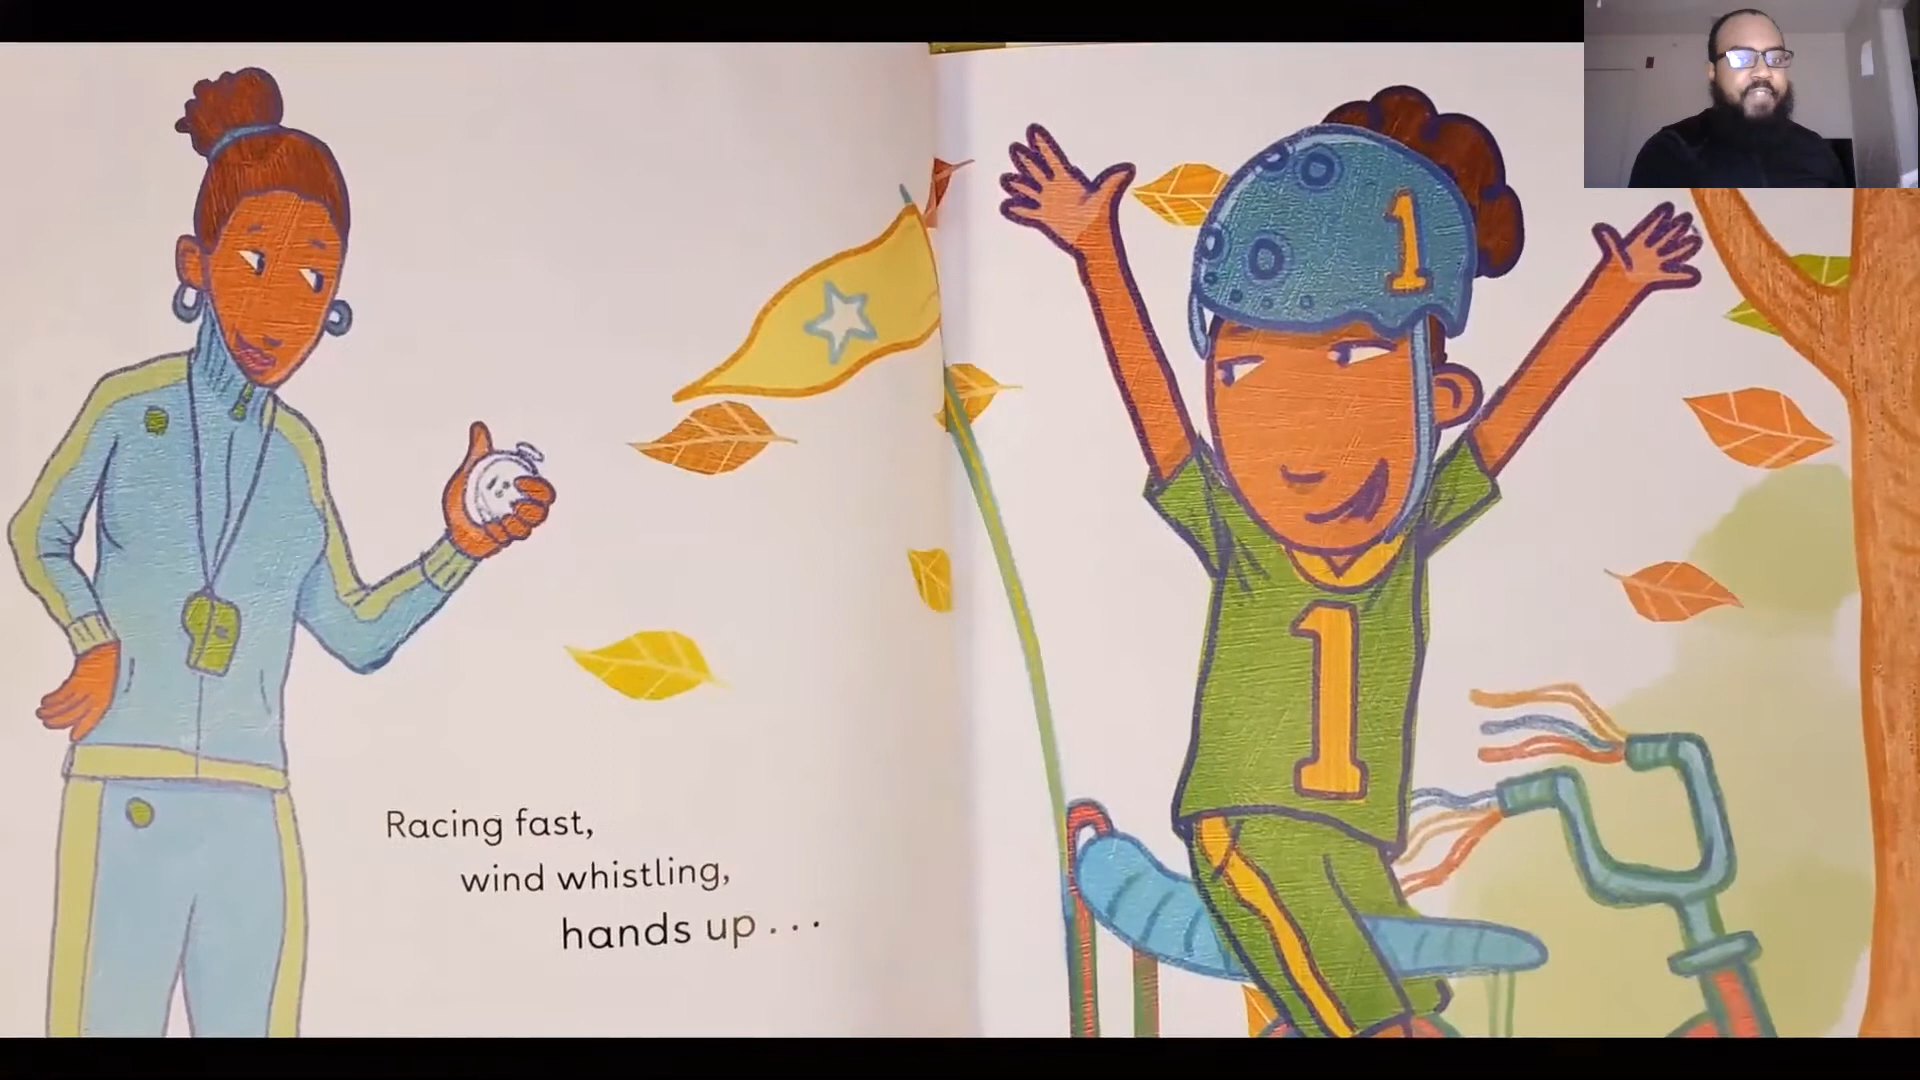 Racing fast,
wind whistling,
hands up...
1
1